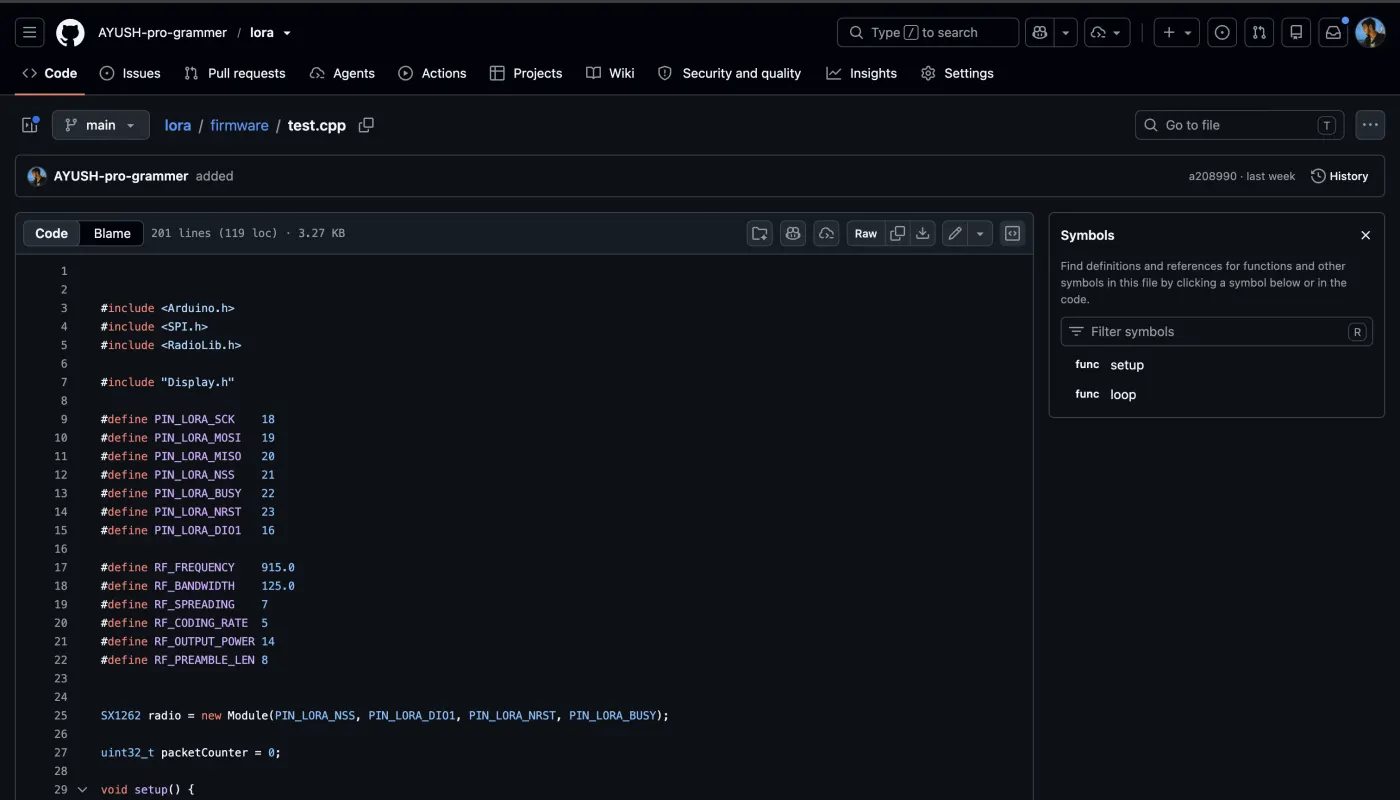 AYUSH-pro-grammer / lora
Type / to search
Code Issues Pull requests Agents Actions Projects Wiki Security and quality Insights Settings
main
lora / firmware / test.cpp
Go to file T
AYUSH-pro-grammer added
a208990 · last week History
Code Blame 201 lines (119 loc) · 3.27 KB
Raw
1
2
3 #include <Arduino.h>
4 #include <SPI.h>
5 #include <RadioLib.h>
6
7 #include "Display.h"
8
9 #define PIN_LORA_SCK 18
10 #define PIN_LORA_MOSI 19
11 #define PIN_LORA_MISO 20
12 #define PIN_LORA_NSS 21
13 #define PIN_LORA_BUSY 22
14 #define PIN_LORA_NRST 23
15 #define PIN_LORA_DIO1 16
16
17 #define RF_FREQUENCY 915.0
18 #define RF_BANDWIDTH 125.0
19 #define RF_SPREADING 7
20 #define RF_CODING_RATE 5
21 #define RF_OUTPUT_POWER 14
22 #define RF_PREAMBLE_LEN 8
23
24
25 SX1262 radio = new Module(PIN_LORA_NSS, PIN_LORA_DIO1, PIN_LORA_NRST, PIN_LORA_BUSY);
26
27 uint32_t packetCounter = 0;
28
29 void setup() {
Symbols
Find definitions and references for functions and other
symbols in this file by clicking a symbol below or in the
code.
Filter symbols R
func setup
func loop